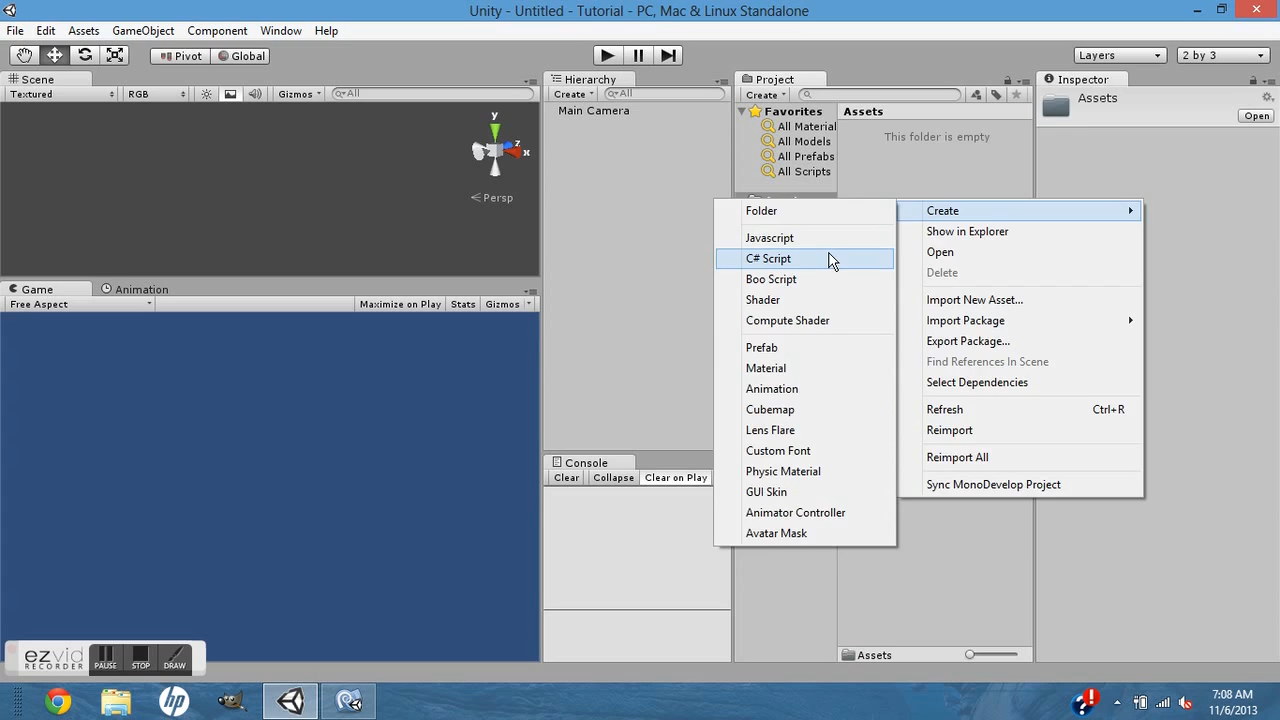 Unity - Untitled - Tutorial - PC, Mac & Linux Standalone
File Edit Assets GameObject Component Window Help
Pivot Global Layers 2 by 3
Scene
Textured RGB Gizmos All
y
z
x
Persp
Game Animation
Free Aspect Maximize on Play Stats Gizmos
Hierarchy
Create All
Main Camera
Console
Clear Collapse Clear on Play
Project
Create
Favorites
All Material
All Models
All Prefabs
All Scripts
Assets
This folder is empty
Assets
Inspector
Assets
Open
Folder
Javascript
C# Script
Boo Script
Shader
Compute Shader
Prefab
Material
Animation
Cubemap
Lens Flare
Custom Font
Physic Material
GUI Skin
Animator Controller
Avatar Mask
Create
Show in Explorer
Open
Delete
Import New Asset...
Import Package
Export Package...
Find References In Scene
Select Dependencies
Refresh Ctrl+R
Reimport
Reimport All
Sync MonoDevelop Project
ezvid
RECORDER
PAUSE STOP DRAW
hp
7:08 AM
11/6/2013